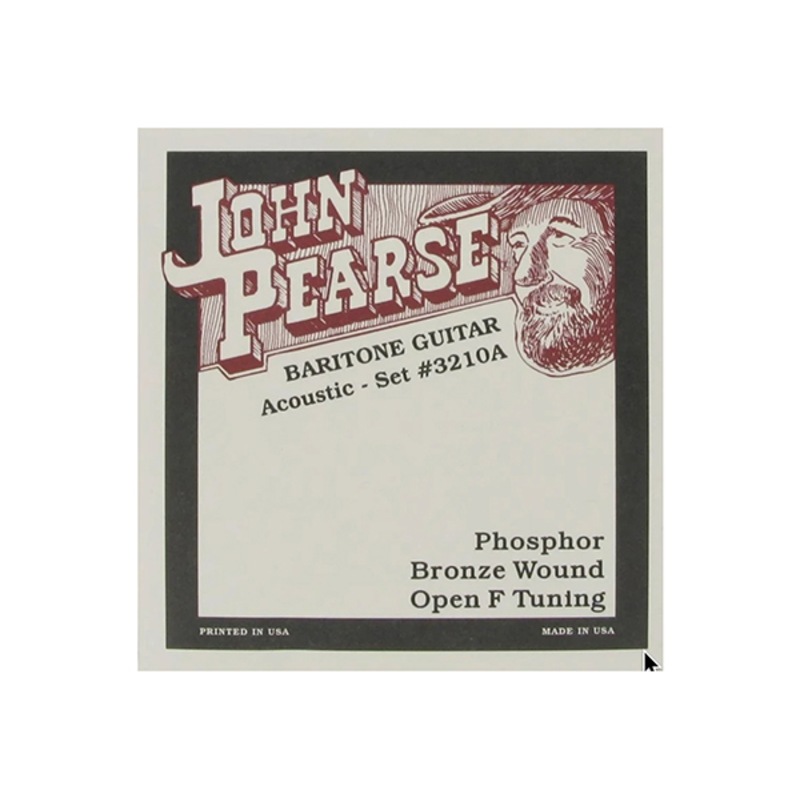 JOHN
PEARSE
BARITONE GUITAR
Acoustic - Set #3210A
Phosphor
Bronze Wound
Open F Tuning
PRINTED IN USA
MADE IN USA